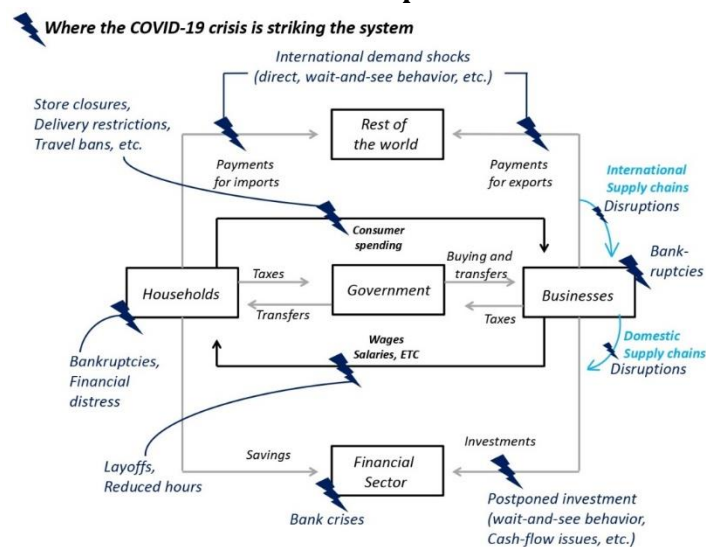 Where the COVID-19 crisis is striking the system
International demand shocks
(direct, wait-and-see behavior, etc.)
Store closures,
Delivery restrictions,
Travel bans, etc.
Rest of
the world
Payments
for imports
Payments
for exports
International
Supply chains
Disruptions
Consumer
spending
Bank-
ruptcies
Households
Taxes
Transfers
Government
Buying and
transfers
Taxes
Businesses
Wages
Salaries, ETC
Domestic
Supply chains
Disruptions
Bankruptcies,
Financial
distress
Layoffs,
Reduced hours
Savings
Financial
Sector
Investments
Bank crises
Postponed investment
(wait-and-see behavior,
Cash-flow issues, etc.)